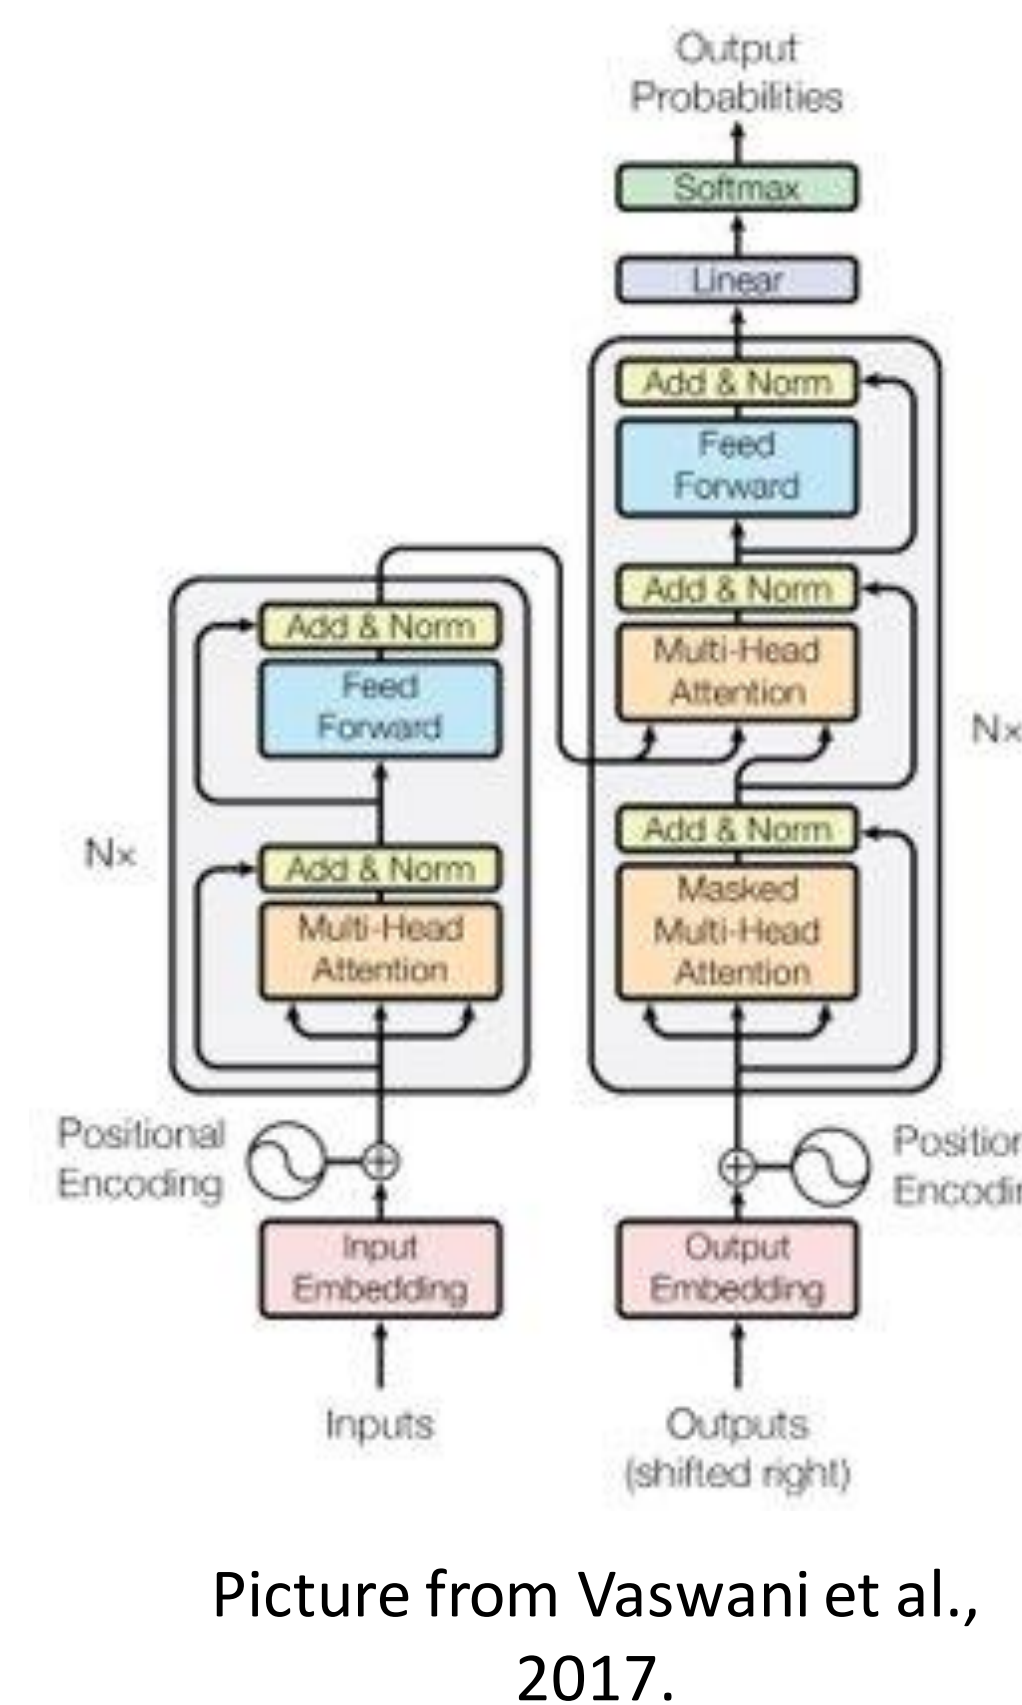 Output
Probabilities
Softmax
Linear
Add & Norm
Feed
Forward
Add & Norm
Multi-Head
Attention
Add & Norm
Masked
Multi-Head
Attention
Nx
Add & Norm
Feed
Forward
Add & Norm
Multi-Head
Attention
Nx
Positional
Encoding
Position
Encodin
Input
Embedding
Output
Embedding
Inputs
Outputs
(shifted right)
Picture from Vaswani et al.,
2017.